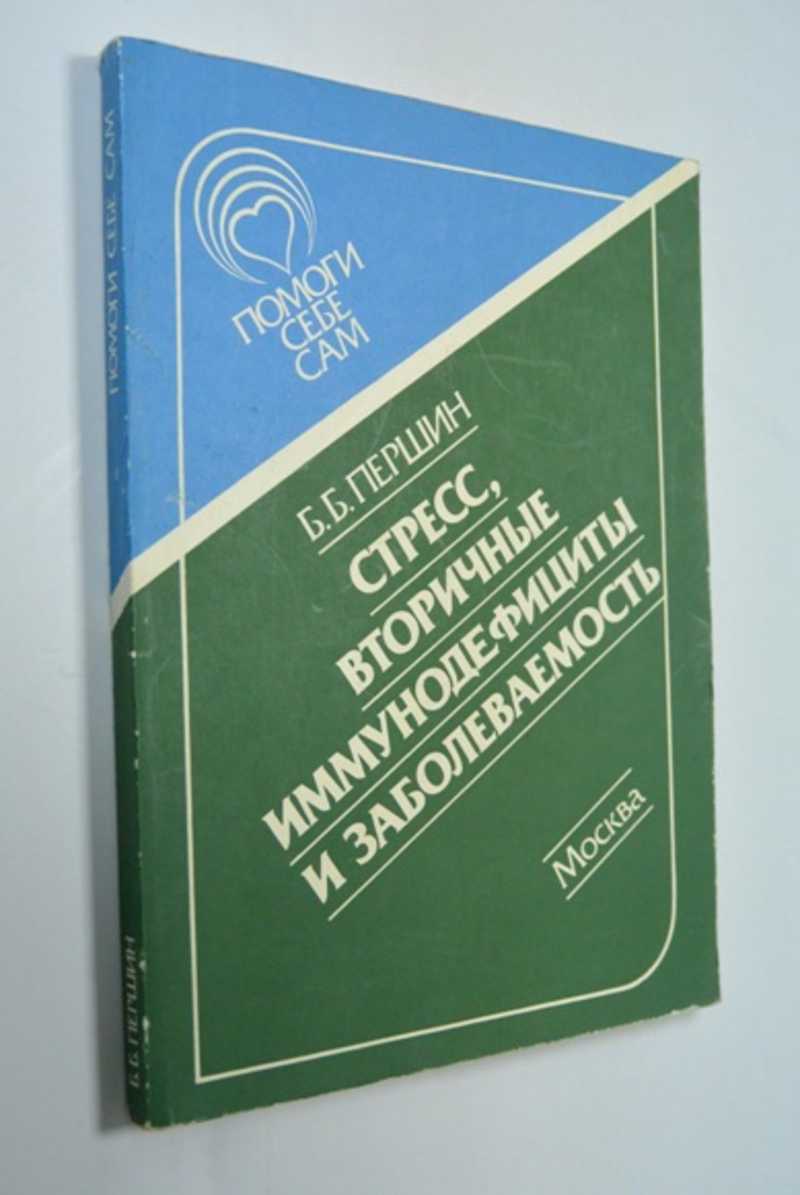 ПОМОГИ СЕБЕ САМ
Б. Б. ПЕРШИН
ПОМОГИ
СЕБЕ
САМ
Б. Б. ПЕРШИН
СТРЕСС,
ВТОРИЧНЫЕ
ИММУНОДЕФИЦИТЫ
И ЗАБОЛЕВАЕМОСТЬ
Москва